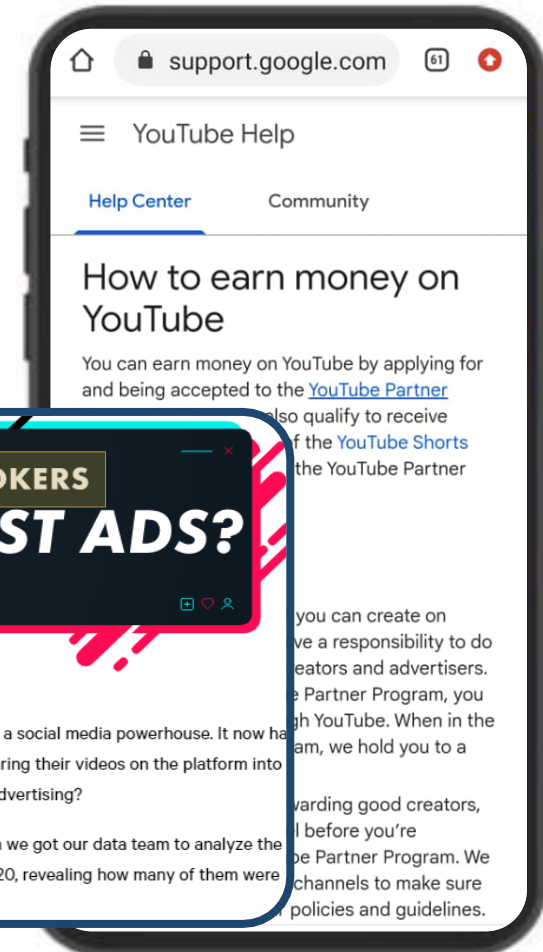 support.google.com
61
YouTube Help
Help Center Community
How to earn money on
YouTube
You can earn money on YouTube by applying for
and being accepted to the YouTube Partner
also qualify to receive
f the YouTube Shorts
the YouTube Partner
OKERS
ST ADS?
you can create on
ve a responsibility to do
eators and advertisers.
e Partner Program, you
gh YouTube. When in the
am, we hold you to a
varding good creators,
l before you're
be Partner Program. We
channels to make sure
policies and guidelines.
a social media powerhouse. It now ha
ring their videos on the platform into
dvertising?
we got our data team to analyze the
20, revealing how many of them were